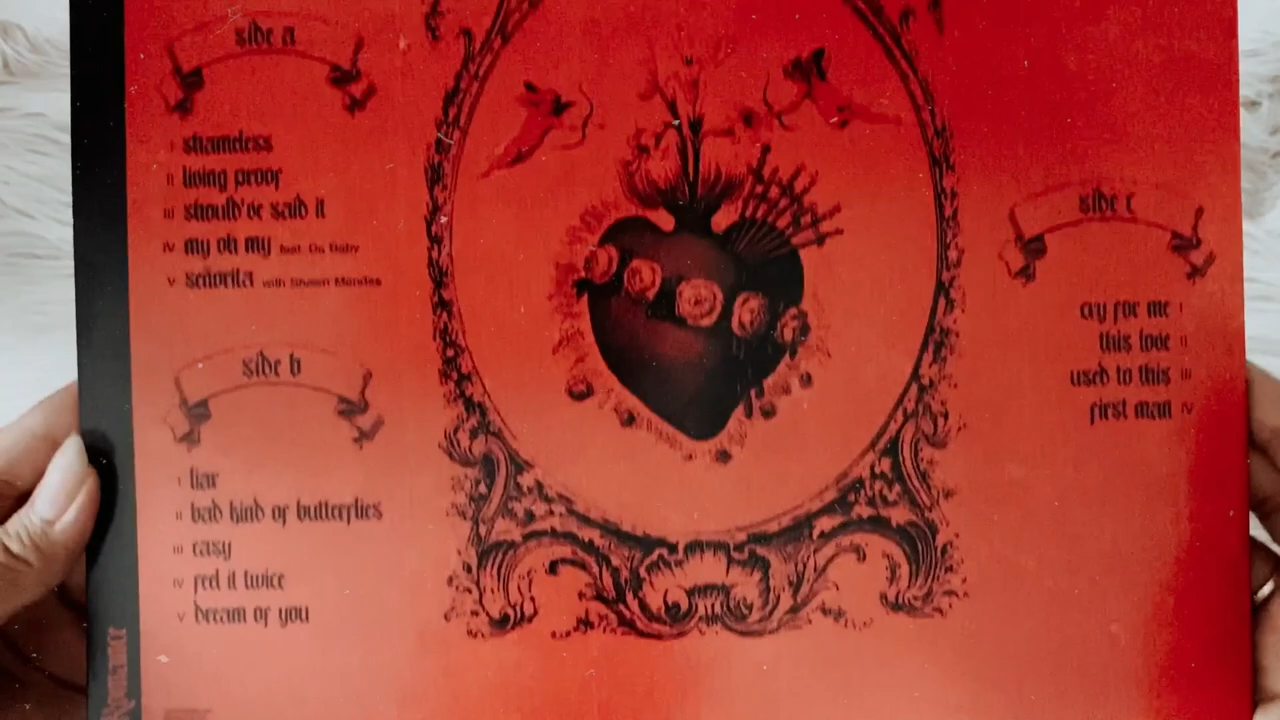 side a
I shameless
II living proof
III should've said it
IV my oh my feat. Da Baby
V señorita with Shawn Mendes
side b
I liar
II bad kind of butterflies
III easy
IV feel it twice
V dream of you
side c
cry for me I
this love II
used to this III
first man IV
Romance